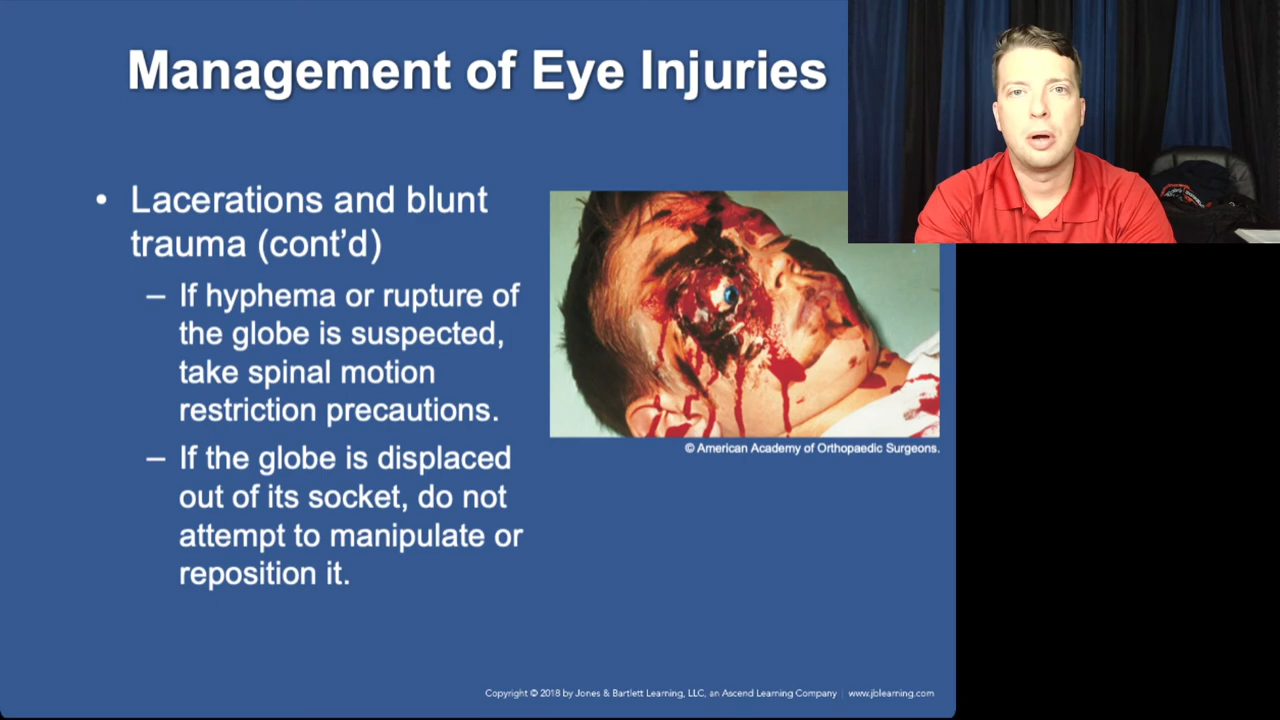 Management of Eye Injuries
• Lacerations and blunt
trauma (cont'd)
– If hyphema or rupture of
the globe is suspected,
take spinal motion
restriction precautions.
– If the globe is displaced
out of its socket, do not
attempt to manipulate or
reposition it.
© American Academy of Orthopaedic Surgeons.
Copyright © 2018 by Jones & Bartlett Learning, LLC, an Ascend Learning Company | www.jblearning.com